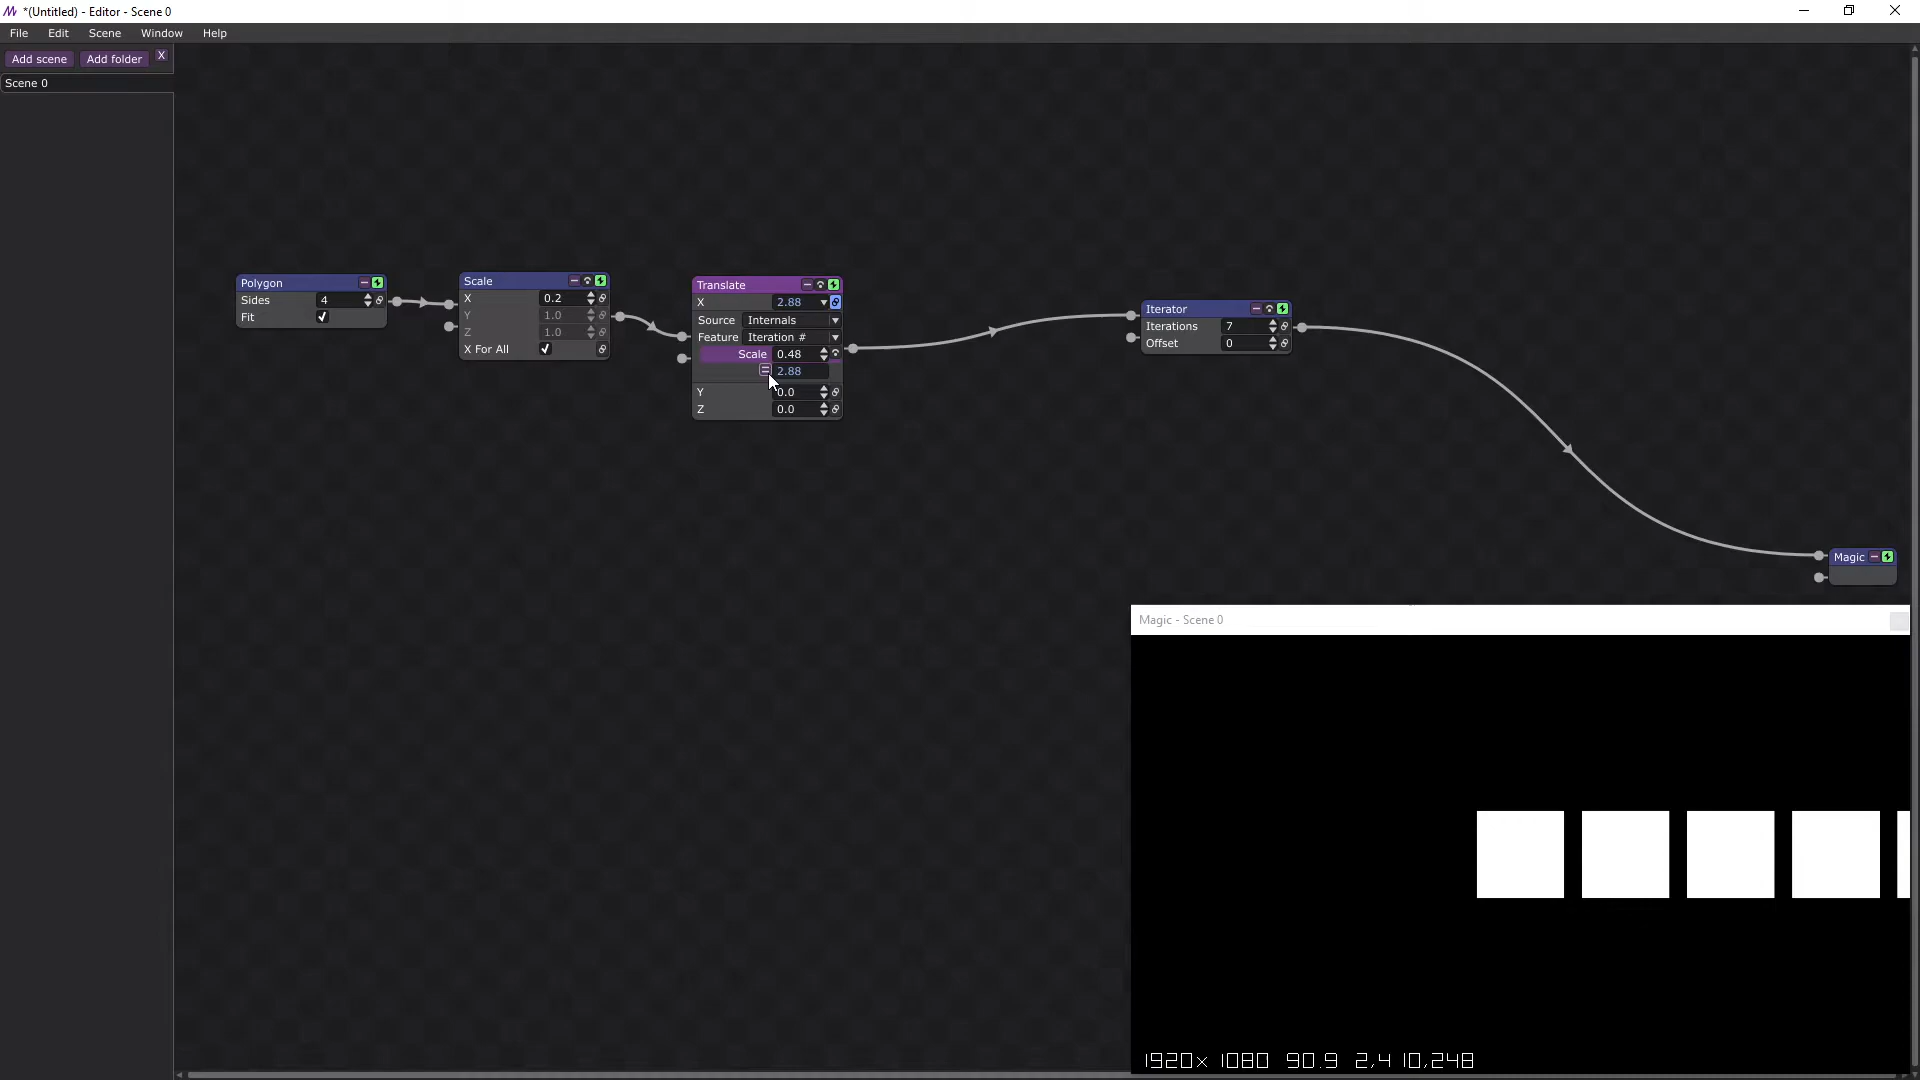 *(Untitled) - Editor - Scene 0
File Edit Scene Window Help
Add scene Add folder X
Scene 0
Polygon
Sides 4
Fit
Scale
X 0.2
Y 1.0
Z 1.0
X For All
Translate
X 2.88
Source Internals
Feature Iteration #
Scale 0.48
= 2.88
Y 0.0
Z 0.0
Iterator
Iterations 7
Offset 0
Magic
Magic - Scene 0
1920x 1080 90.9 2,4 10,248